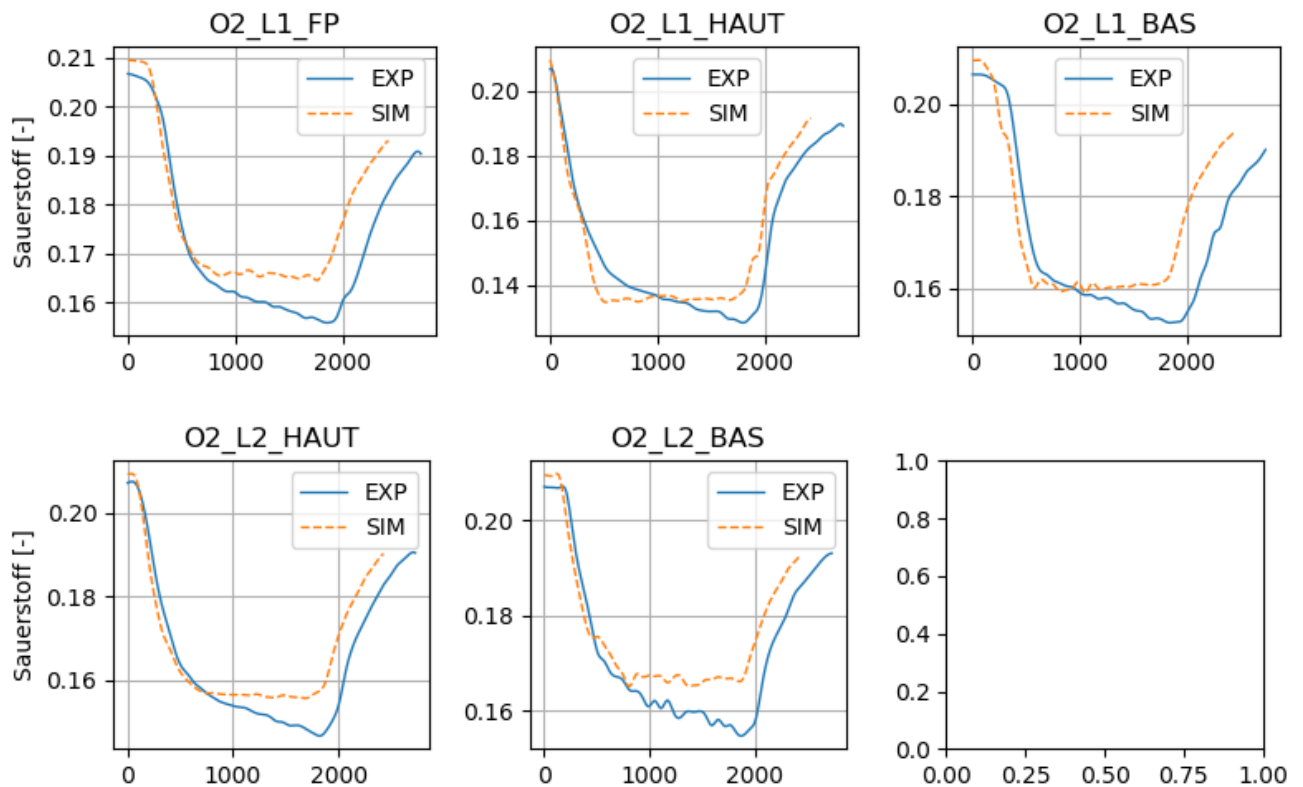 O2_L1_FP O2_L1_HAUT O2_L1_BAS
0.21
EXP EXP EXP
SIM SIM SIM
0.20 0.20 0.20
0.19
0.18 0.18 0.18
0.17
0.16 0.16 0.16
0.14
Sauerstoff [-]
0 1000 2000 0 1000 2000 0 1000 2000
O2_L2_HAUT O2_L2_BAS
EXP EXP 1.0
SIM SIM 0.8
0.20 0.20
0.6
0.18 0.18 0.4
0.2
0.16 0.16 0.0
Sauerstoff [-]
0 1000 2000 0 1000 2000 0.00 0.25 0.50 0.75 1.00